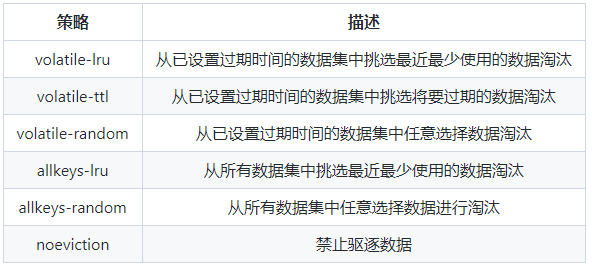 策略 描述
volatile-lru 从已设置过期时间的数据集中挑选最近最少使用的数据淘汰
volatile-ttl 从已设置过期时间的数据集中挑选将要过期的数据淘汰
volatile-random 从已设置过期时间的数据集中任意选择数据淘汰
allkeys-lru 从所有数据集中挑选最近最少使用的数据淘汰
allkeys-random 从所有数据集中任意选择数据进行淘汰
noeviction 禁止驱逐数据